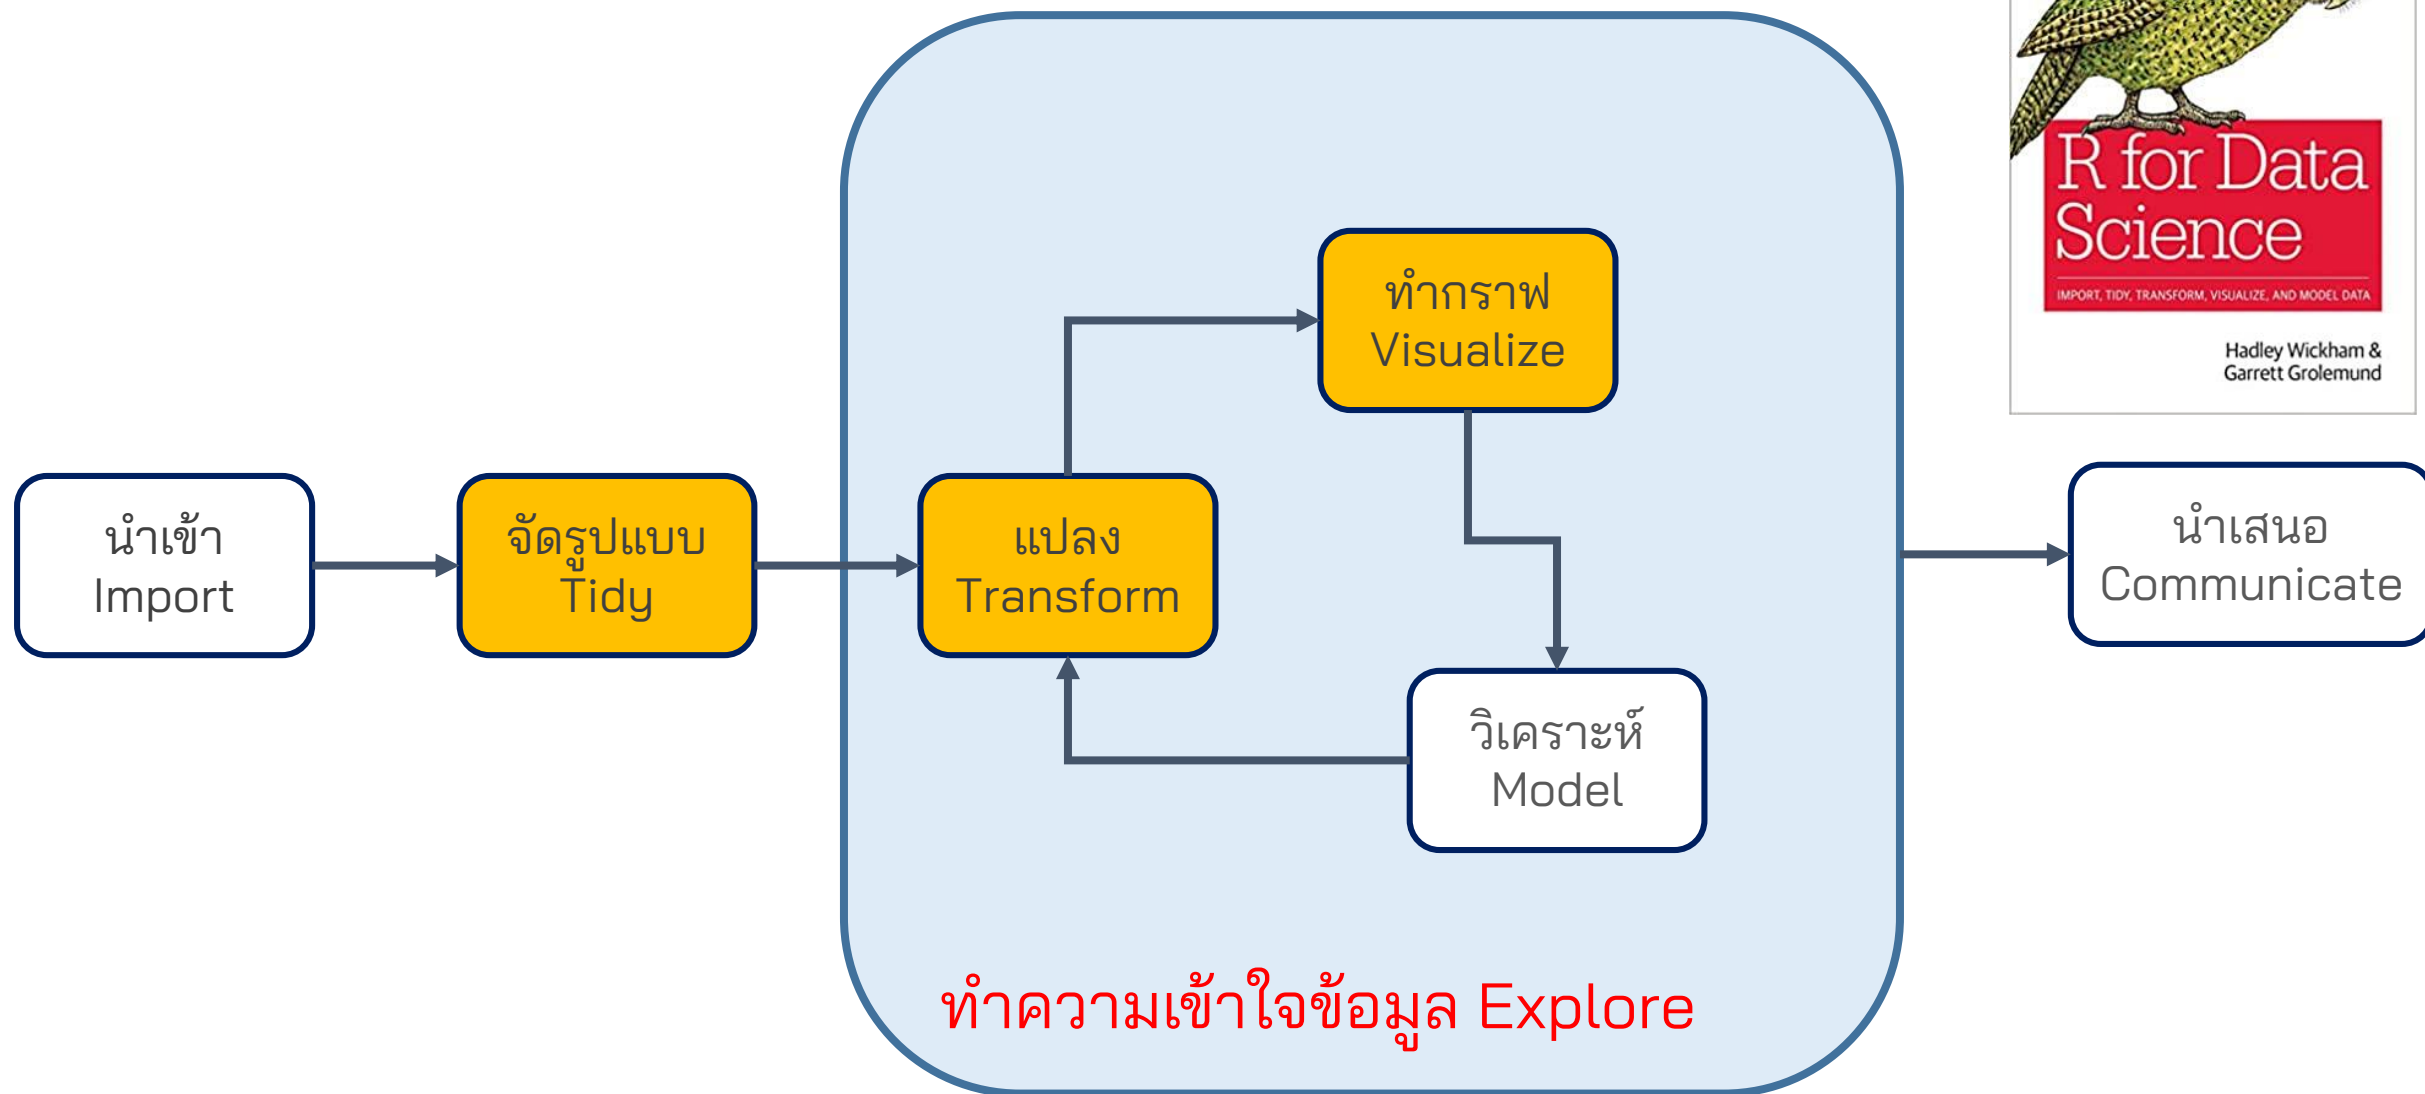 นำเข้า
Import
จัดรูปแบบ
Tidy
แปลง
Transform
ทำกราฟ
Visualize
วิเคราะห์
Model
ทำความเข้าใจข้อมูล Explore
นำเสนอ
Communicate
R for Data
Science
IMPORT, TIDY, TRANSFORM, VISUALIZE, AND MODEL DATA
Hadley Wickham &
Garrett Grolemund